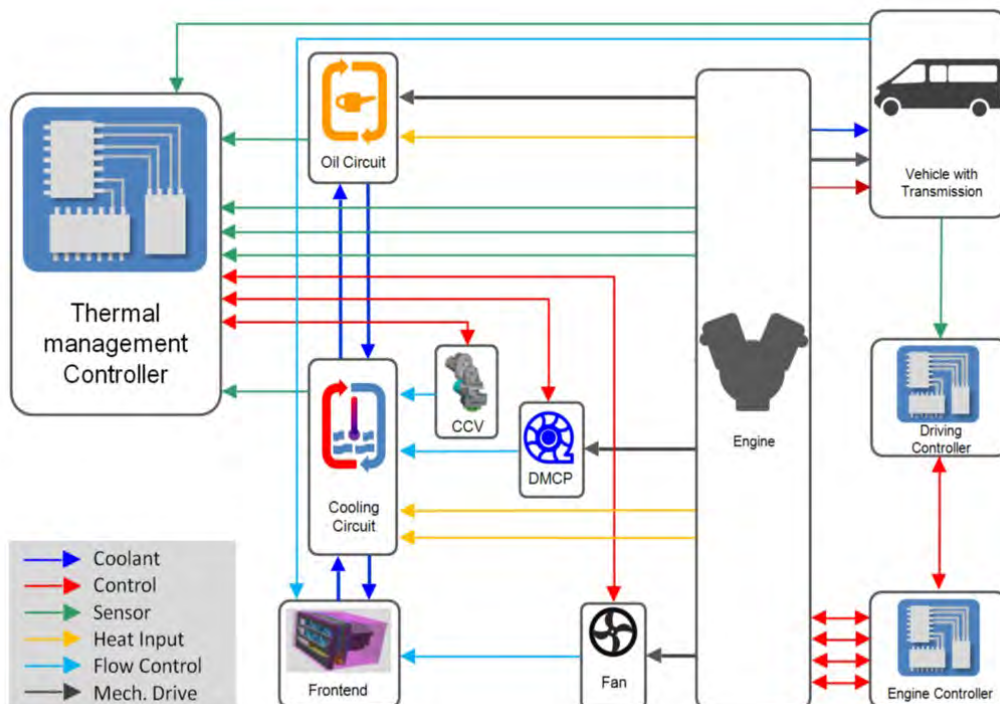 Vehicle with
Transmission
Oil Circuit
Thermal
management
Controller
Engine
CCV
DMCP
Driving
Controller
Cooling
Circuit
Coolant
Control
Sensor
Heat Input
Flow Control
Mech. Drive
Frontend
Fan
Engine Controller